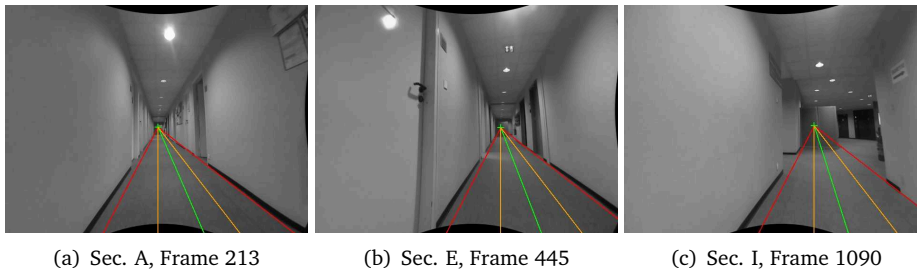 (a) Sec. A, Frame 213
(b) Sec. E, Frame 445
(c) Sec. I, Frame 1090